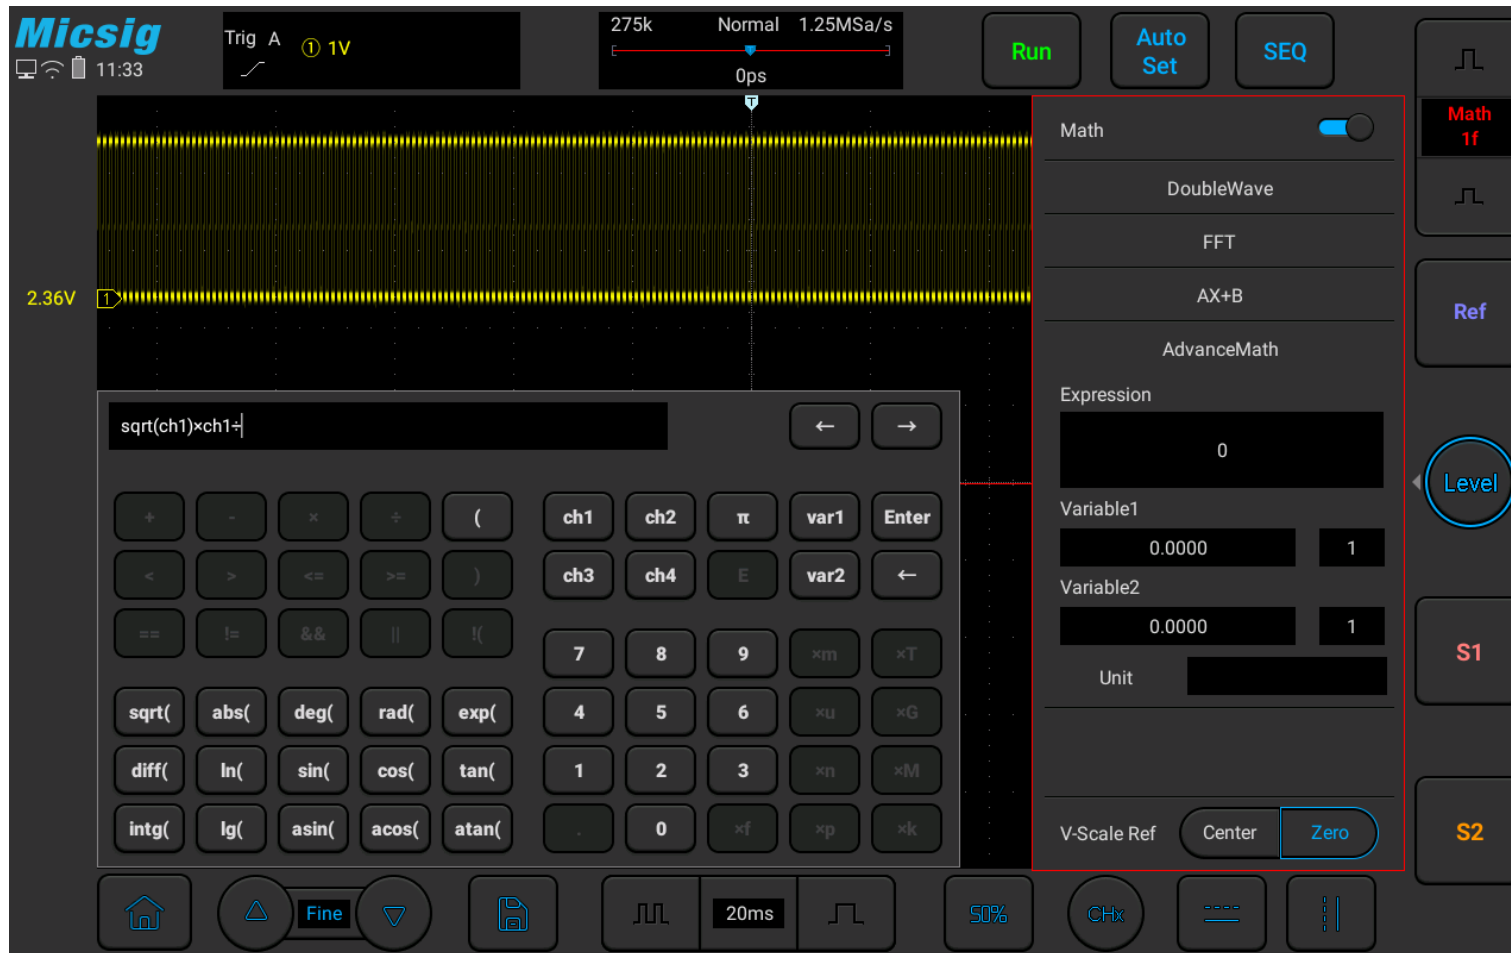 Micsig
11:33
Trig A
① 1V
275k Normal 1.25MSa/s
0ps
Run
Auto
Set
SEQ
T
Math
1f
2.36V
1
Math
DoubleWave
FFT
AX+B
AdvanceMath
Expression
0
Variable1
0.0000 1
Variable2
0.0000 1
Unit
V-Scale Ref Center Zero
Ref
Level
S1
S2
sqrt(ch1)×ch1÷
← →
+ - × ÷ ( ch1 ch2 π var1 Enter
< > <= >= ) ch3 ch4 E var2 ←
== != && || !(
7 8 9 ×m ×T
sqrt( abs( deg( rad( exp( 4 5 6 ×u ×G
diff( ln( sin( cos( tan( 1 2 3 ×n ×M
intg( lg( asin( acos( atan( . 0 ×f ×p ×k
Fine
20ms
50%
CHx